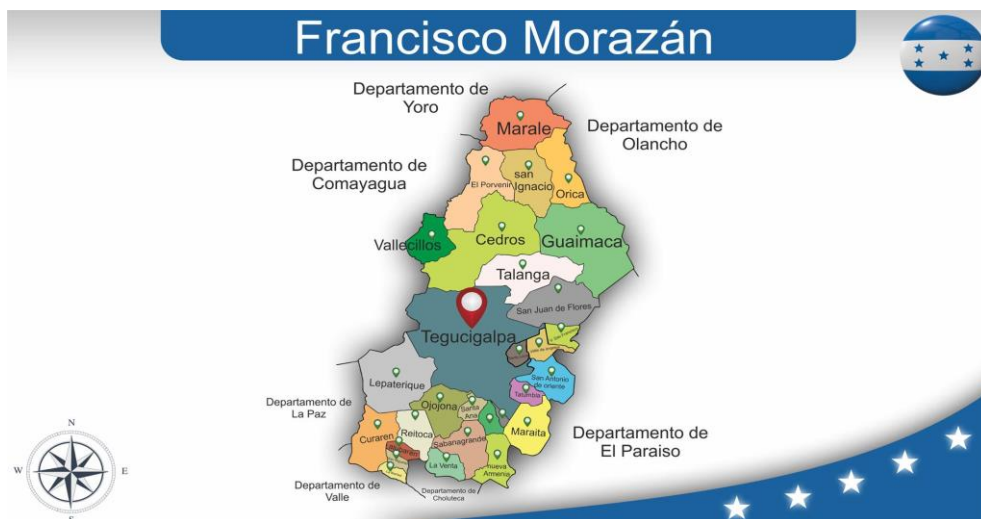 Francisco Morazán
Departamento de
Yoro
Marale
Departamento de
Olancho
Departamento de
Comayagua
El Porvenir
san
Ignacio
Orica
Vallecillos
Cedros
Guaimaca
Talanga
San Juan de Flores
Tegucigalpa
Lepaterique
San Antonio
de oriente
Tatumbla
Departamento de
La Paz
Ojojona
Santa
Ana
Curaren
Reitoca
Sabanagrande
Maraita
Departamento de
El Paraiso
La Venta
nueva
Armenia
Departamento de
Valle
Departamento de
Choluteca
N
W
E
S